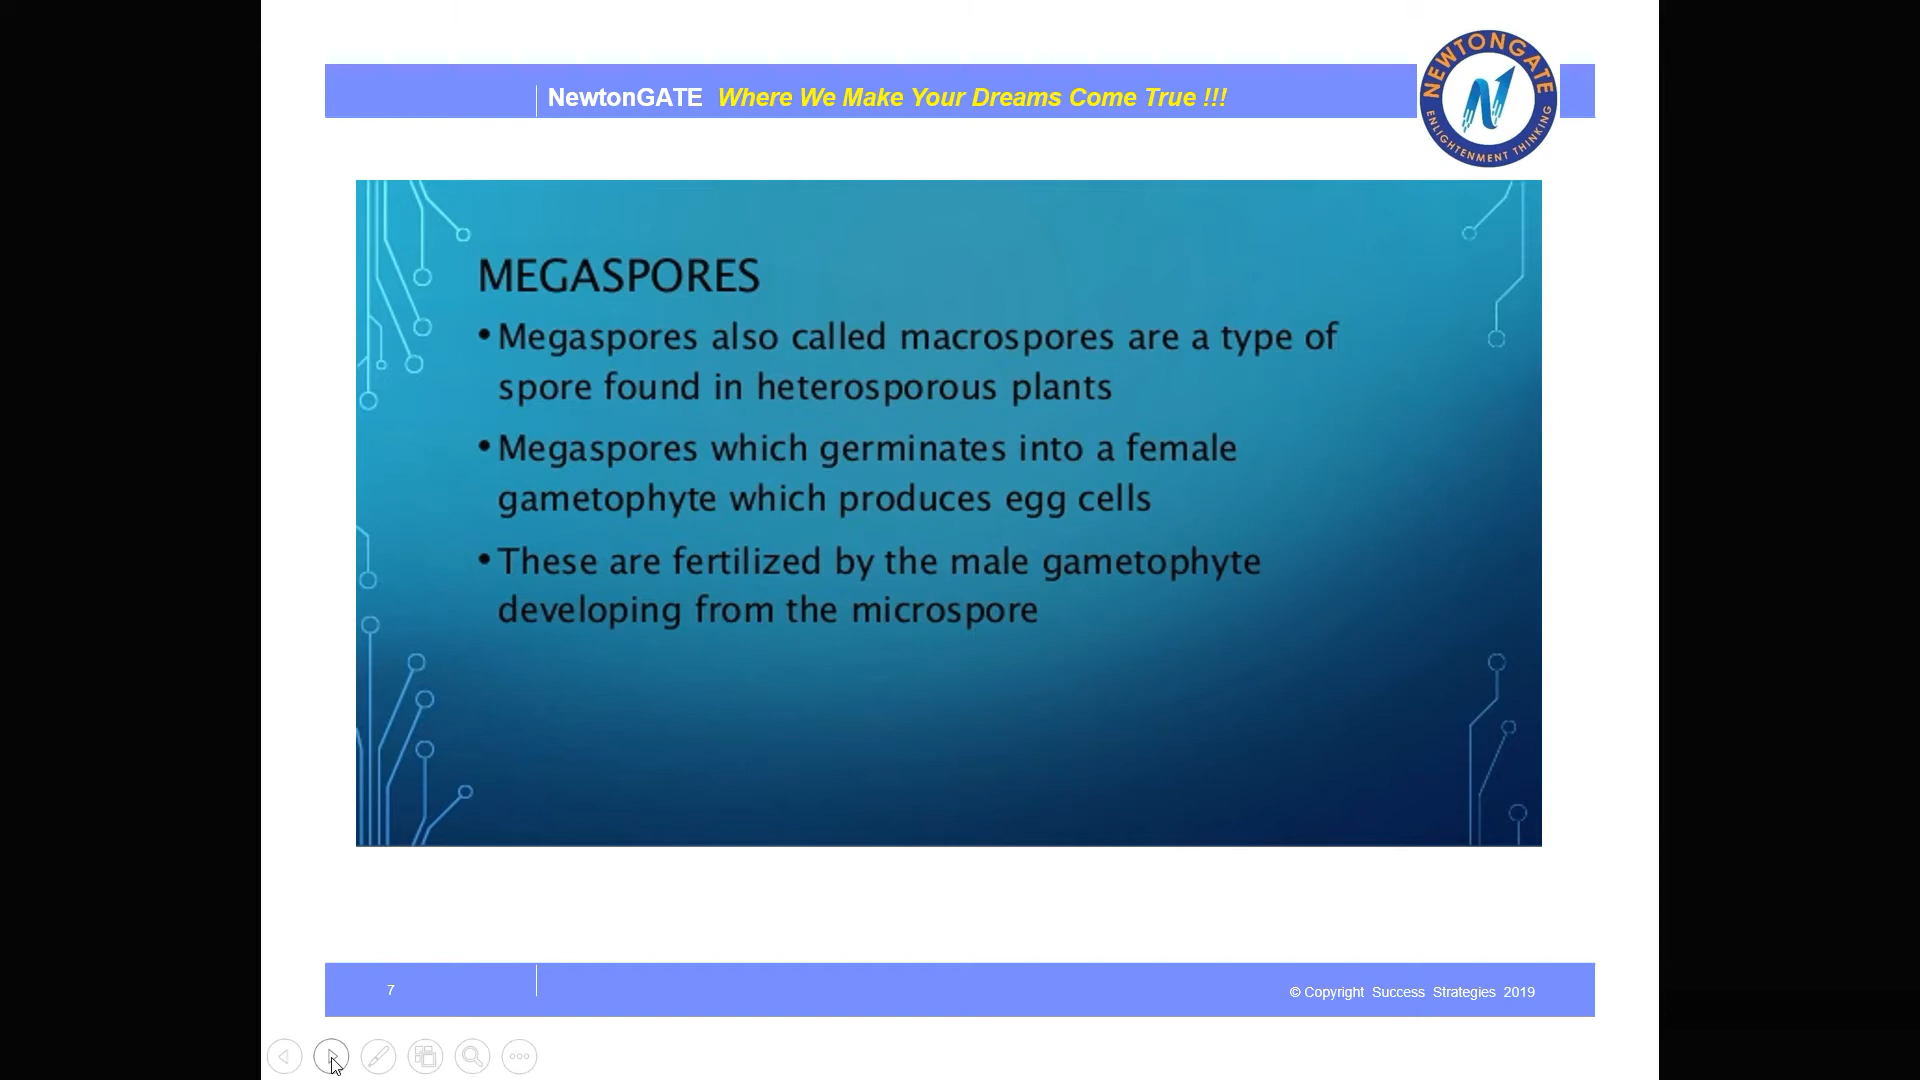 NewtonGATE Where We Make Your Dreams Come True !!!
NEWTONGATE
ENLIGHTENMENT THINKING
N
MEGASPORES
• Megaspores also called macrospores are a type of
spore found in heterosporous plants
• Megaspores which germinates into a female
gametophyte which produces egg cells
• These are fertilized by the male gametophyte
developing from the microspore
7
© Copyright Success Strategies 2019